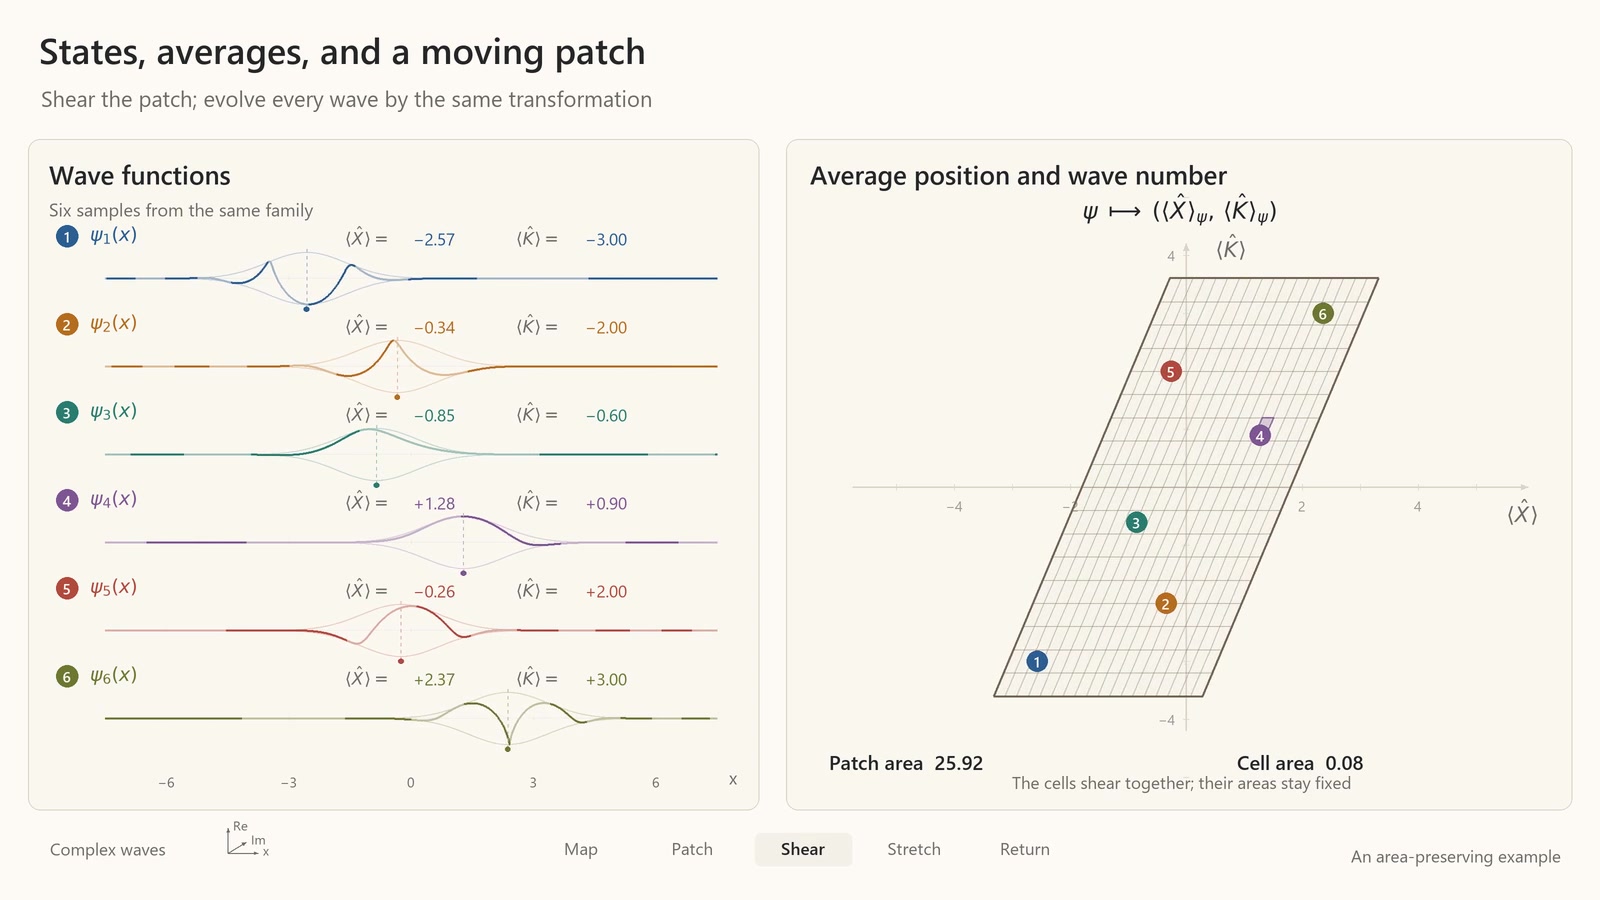 States, averages, and a moving patch
Shear the patch; evolve every wave by the same transformation
Wave functions
Six samples from the same family
1 ψ₁(x) ⟨X̂⟩ = −2.57 ⟨K̂⟩ = −3.00
2 ψ₂(x) ⟨X̂⟩ = −0.34 ⟨K̂⟩ = −2.00
3 ψ₃(x) ⟨X̂⟩ = −0.85 ⟨K̂⟩ = −0.60
4 ψ₄(x) ⟨X̂⟩ = +1.28 ⟨K̂⟩ = +0.90
5 ψ₅(x) ⟨X̂⟩ = −0.26 ⟨K̂⟩ = +2.00
6 ψ₆(x) ⟨X̂⟩ = +2.37 ⟨K̂⟩ = +3.00
−6 −3 0 3 6 x
Average position and wave number
ψ ⟼ (⟨X̂⟩ψ, ⟨K̂⟩ψ)
4 ⟨K̂⟩
6
5
4
−4 −2 2 4
⟨X̂⟩
3
2
1
−4
Patch area 25.92 Cell area 0.08
The cells shear together; their areas stay fixed
Complex waves
Re
Im
x
Map Patch Shear Stretch Return
An area-preserving example